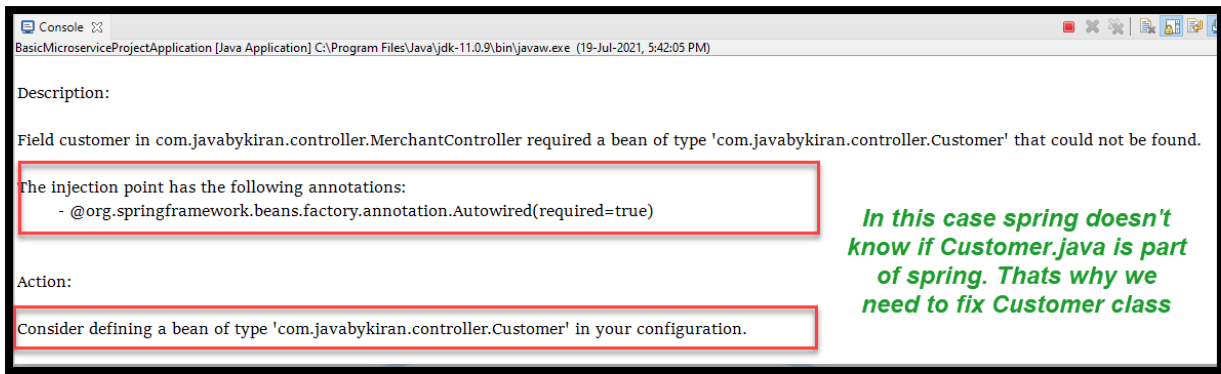 Console
BasicMicroserviceProjectApplication [Java Application] C:\Program Files\Java\jdk-11.0.9\bin\javaw.exe (19-Jul-2021, 5:42:05 PM)
Description:
Field customer in com.javabykiran.controller.MerchantController required a bean of type 'com.javabykiran.controller.Customer' that could not be found.
The injection point has the following annotations:
- @org.springframework.beans.factory.annotation.Autowired(required=true)
In this case spring doesn't
know if Customer.java is part
of spring. Thats why we
need to fix Customer class
Action:
Consider defining a bean of type 'com.javabykiran.controller.Customer' in your configuration.